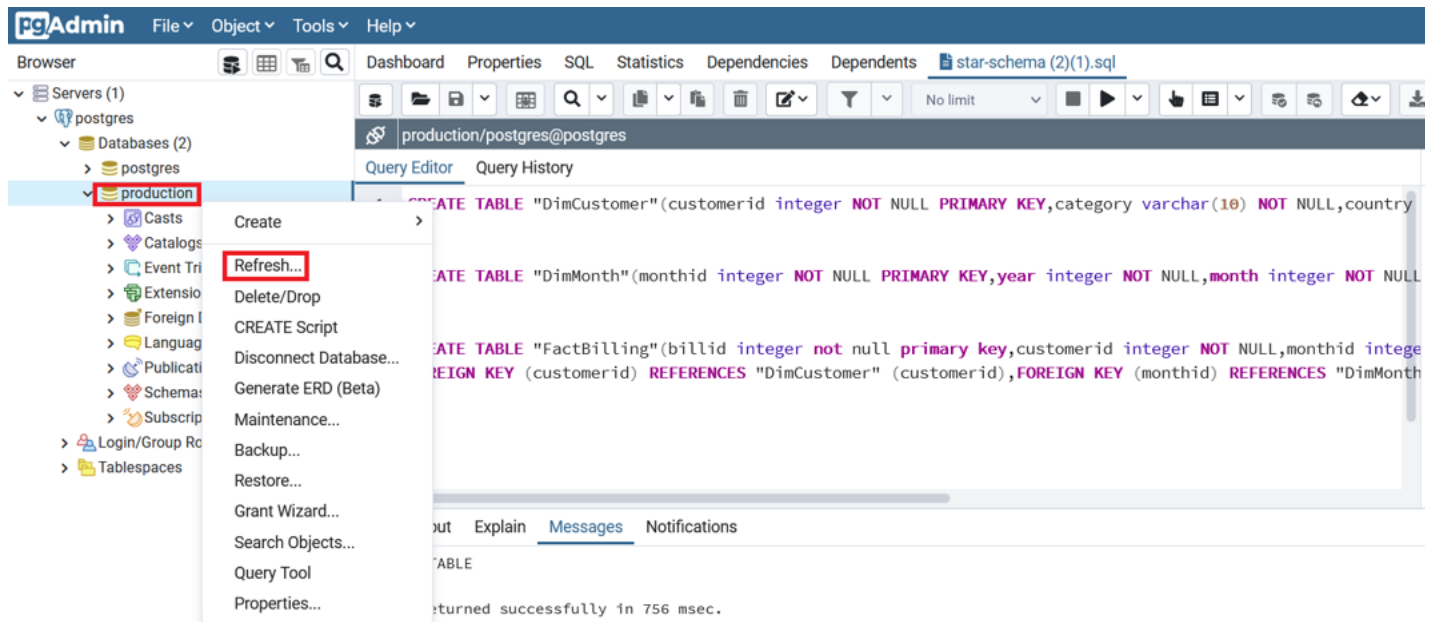 pgAdmin File Object Tools Help
Browser Dashboard Properties SQL Statistics Dependencies Dependents star-schema (2)(1).sql
Servers (1)
No limit
postgres
production/postgres@postgres
Databases (2)
postgres
Query Editor Query History
production
CREATE TABLE "DimCustomer"(customerid integer NOT NULL PRIMARY KEY,category varchar(10) NOT NULL,country
Casts
Catalogs
Event Tri
Extensio
Foreign
Languag
Publicati
Schemas
Subscrip
Login/Group Ro
Tablespaces
Create
Refresh...
Delete/Drop
CREATE Script
Disconnect Database...
Generate ERD (Beta)
Maintenance...
Backup...
Restore...
Grant Wizard...
Search Objects...
Query Tool
Properties...
EATE TABLE "DimMonth"(monthid integer NOT NULL PRIMARY KEY,year integer NOT NULL,month integer NOT NULL
EATE TABLE "FactBilling"(billid integer not null primary key,customerid integer NOT NULL,monthid intege
EIGN KEY (customerid) REFERENCES "DimCustomer" (customerid),FOREIGN KEY (monthid) REFERENCES "DimMonth
out Explain Messages Notifications
TABLE
eturned successfully in 756 msec.